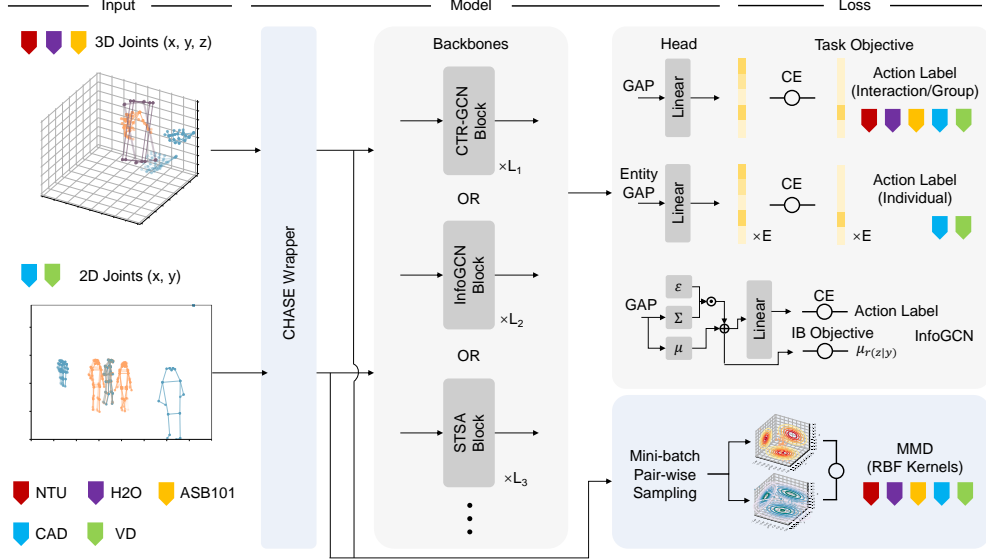 Input
Model
Loss
3D Joints (x, y, z)
2D Joints (x, y)
NTU
H2O
ASB101
CAD
VD
CHASE Wrapper
Backbones
CTR-GCN
Block
×L1
OR
InfoGCN
Block
×L2
OR
STSA
Block
×L3
Head
Task Objective
GAP
Linear
CE
Action Label
(Interaction/Group)
Entity
GAP
Linear
×E
CE
×E
Action Label
(Individual)
GAP
ε
Σ
μ
Linear
CE
Action Label
IB Objective
μr(z|y)
InfoGCN
Mini-batch
Pair-wise
Sampling
MMD
(RBF Kernels)